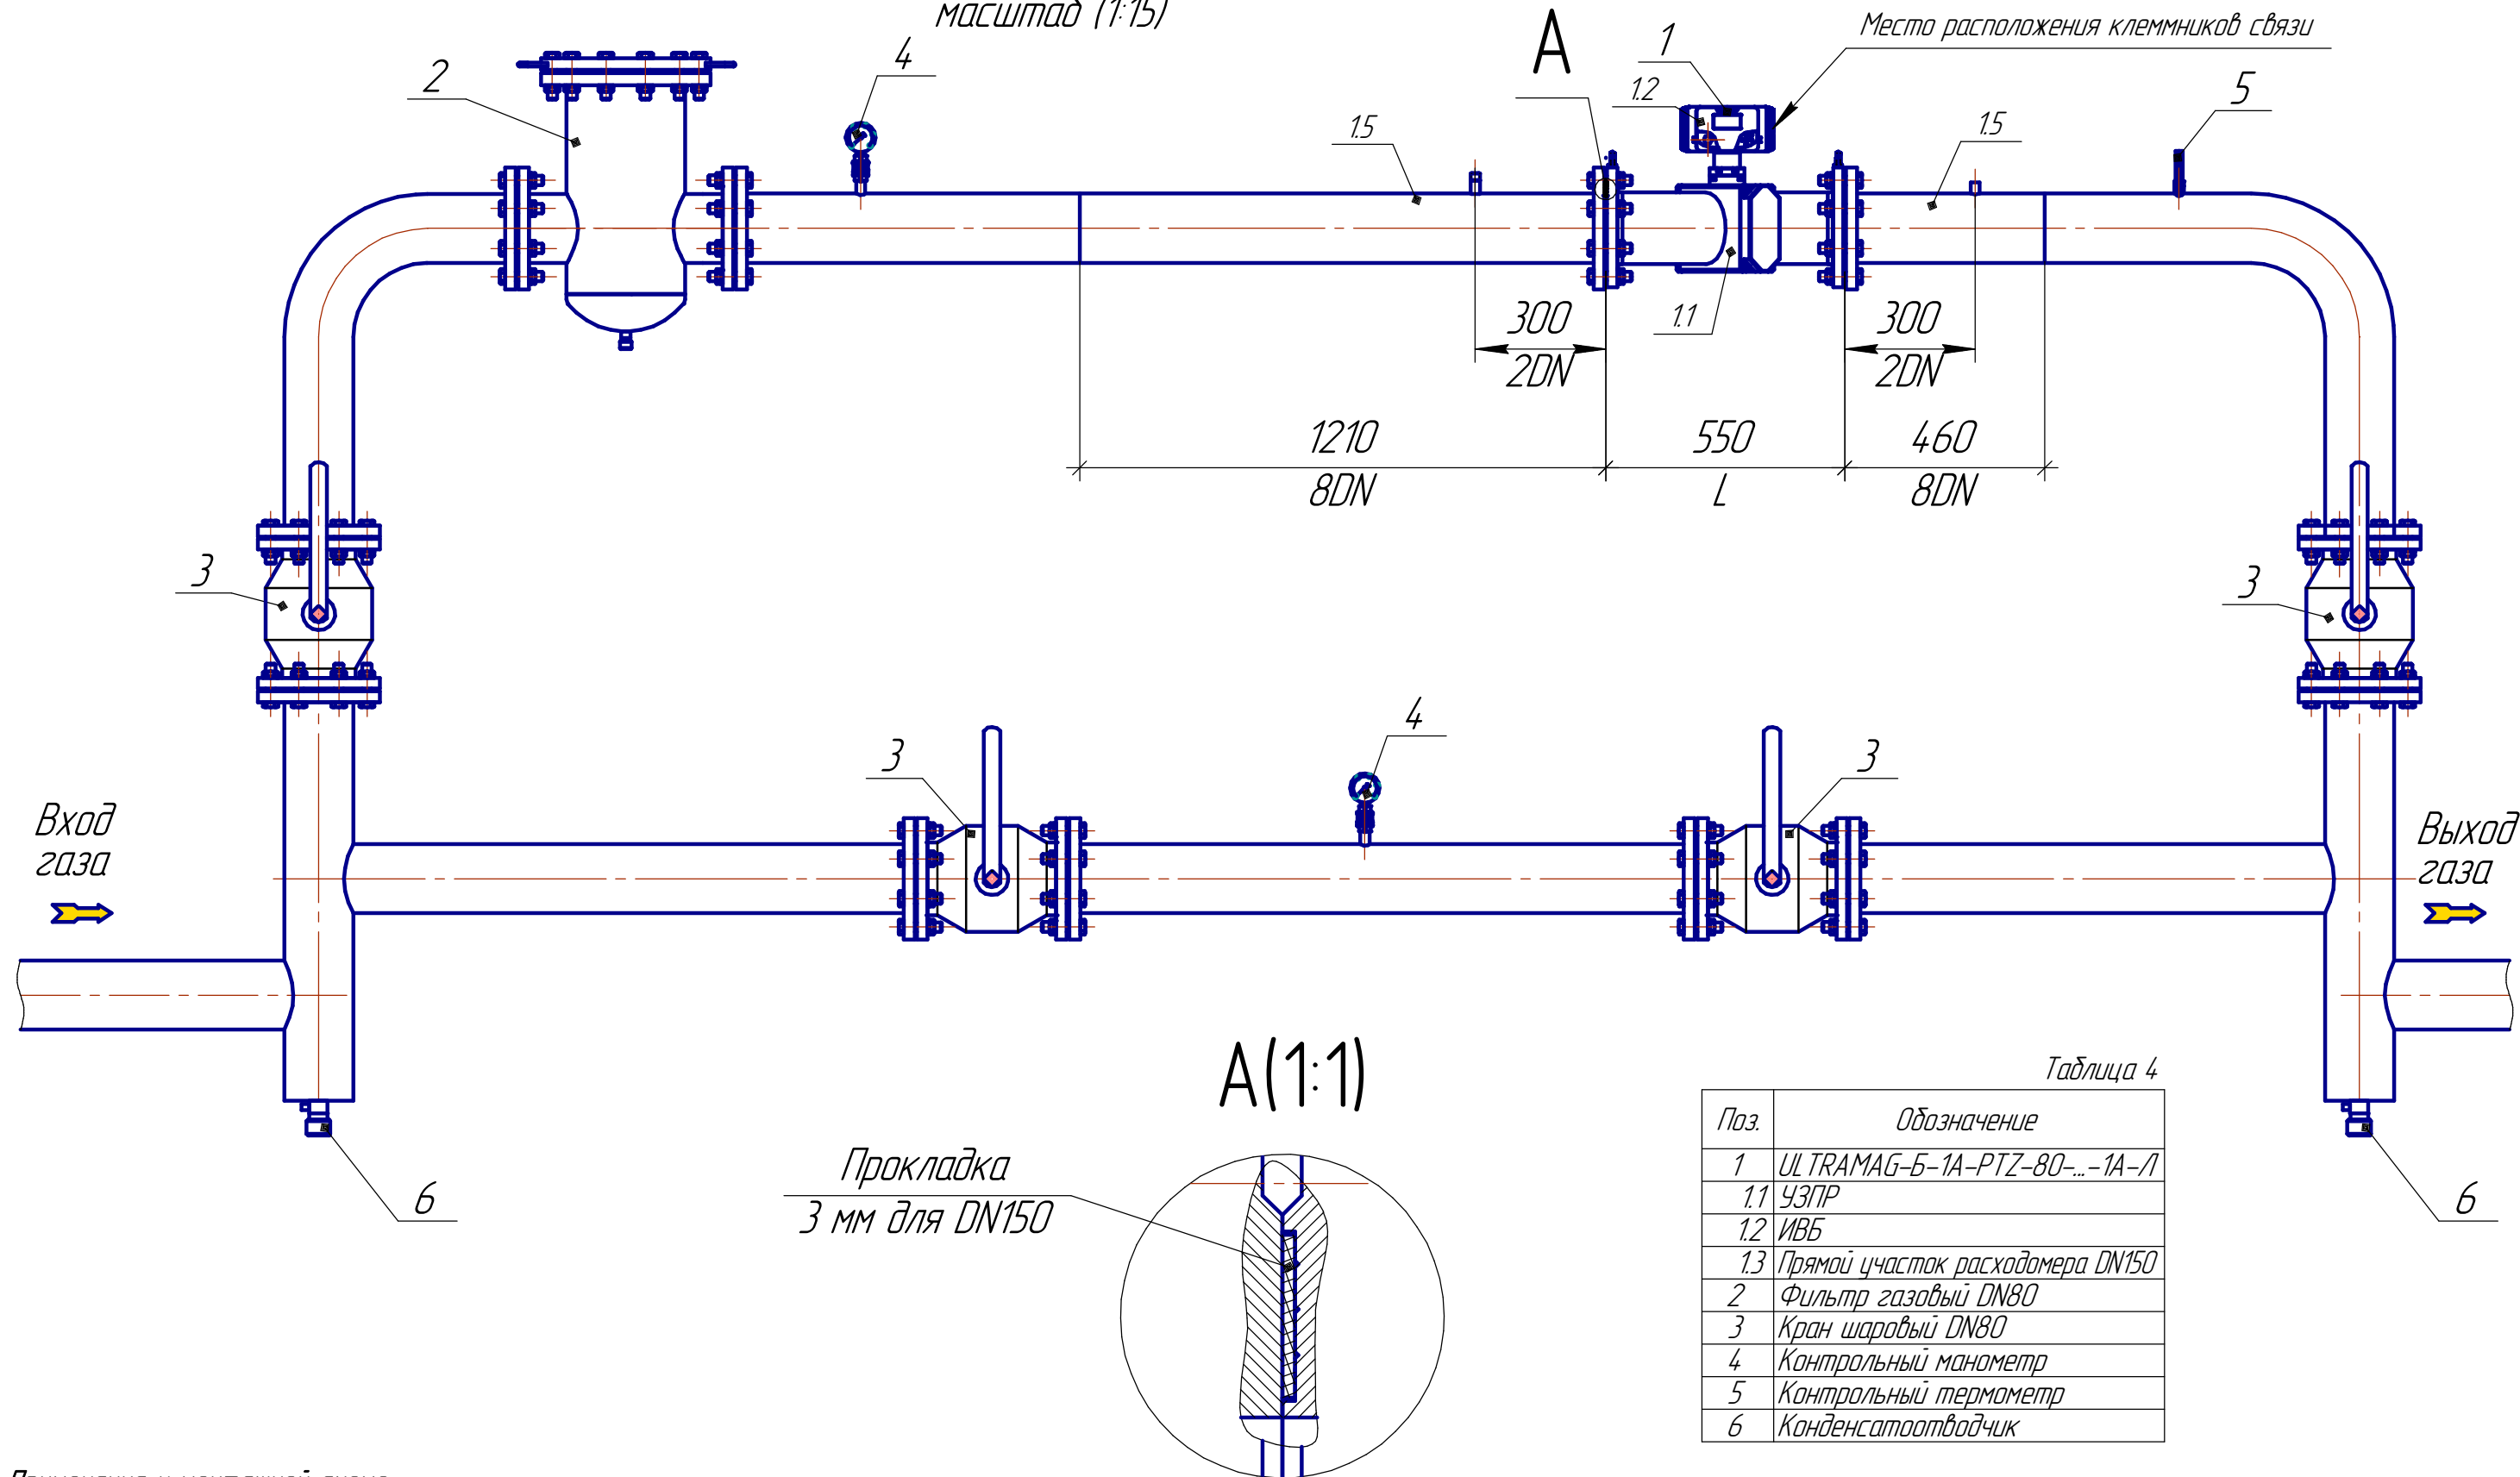 масштаб (1:15)
Место расположения клеммников связи
2
4
A
1
1.2
5
1.5
1.5
1.1
300
2DN
300
2DN
1210
8DN
550
L
460
8DN
3
3
3
4
3
Вход
газа
Выход
газа
6
6
A(1:1)
Прокладка
3 мм для DN150
Таблица 4
Поз. Обозначение
1 ULTRAMAG-Б-1А-PTZ-80-...-1А-Л
1.1 УЗПР
1.2 ИВБ
1.3 Прямой участок расходомера DN150
2 Фильтр газовый DN80
3 Кран шаровый DN80
4 Контрольный манометр
5 Контрольный термометр
6 Конденсатоотводчик